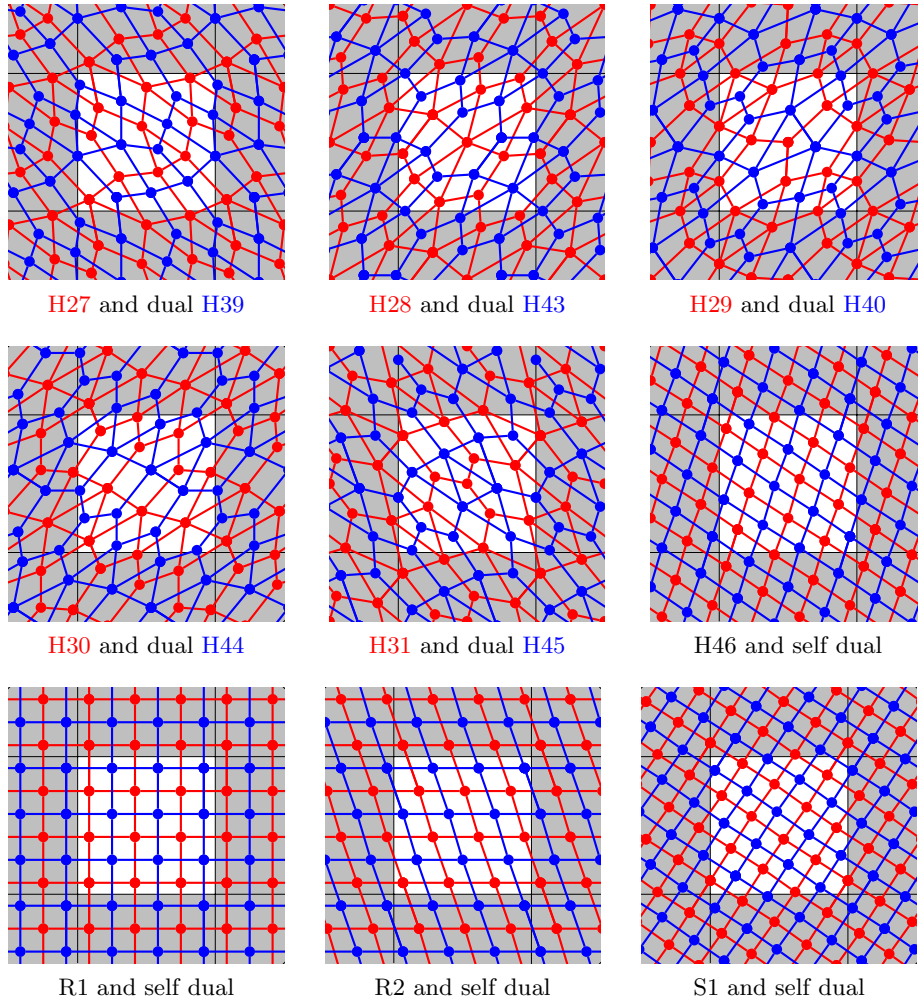 H27 and dual H39
H28 and dual H43
H29 and dual H40
H30 and dual H44
H31 and dual H45
H46 and self dual
R1 and self dual
R2 and self dual
S1 and self dual